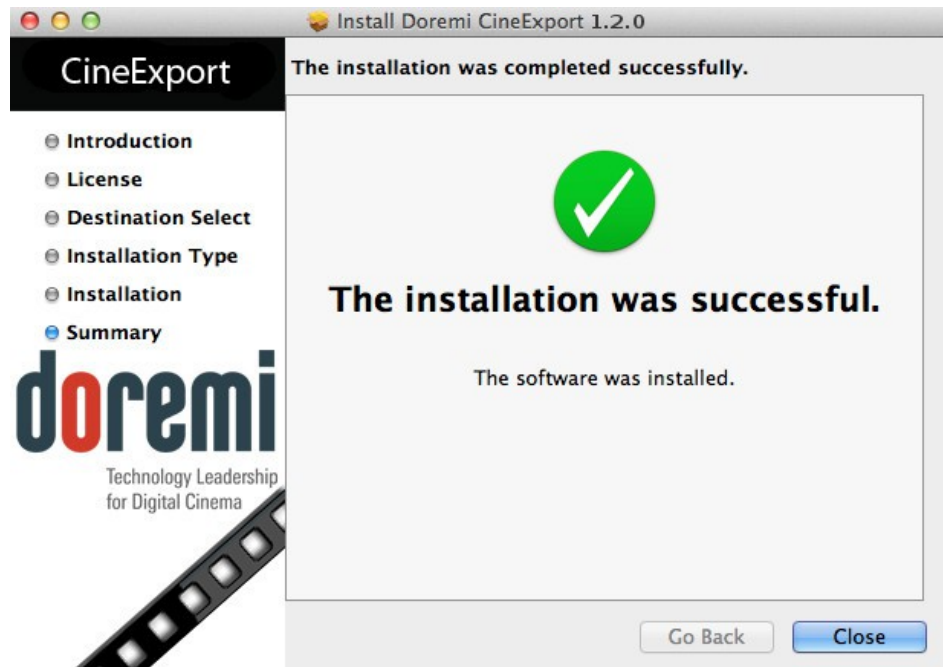 Install Doremi CineExport 1.2.0
CineExport
The installation was completed successfully.
Introduction
License
Destination Select
Installation Type
Installation
Summary
doremi
Technology Leadership
for Digital Cinema
The installation was successful.
The software was installed.
Go Back
Close